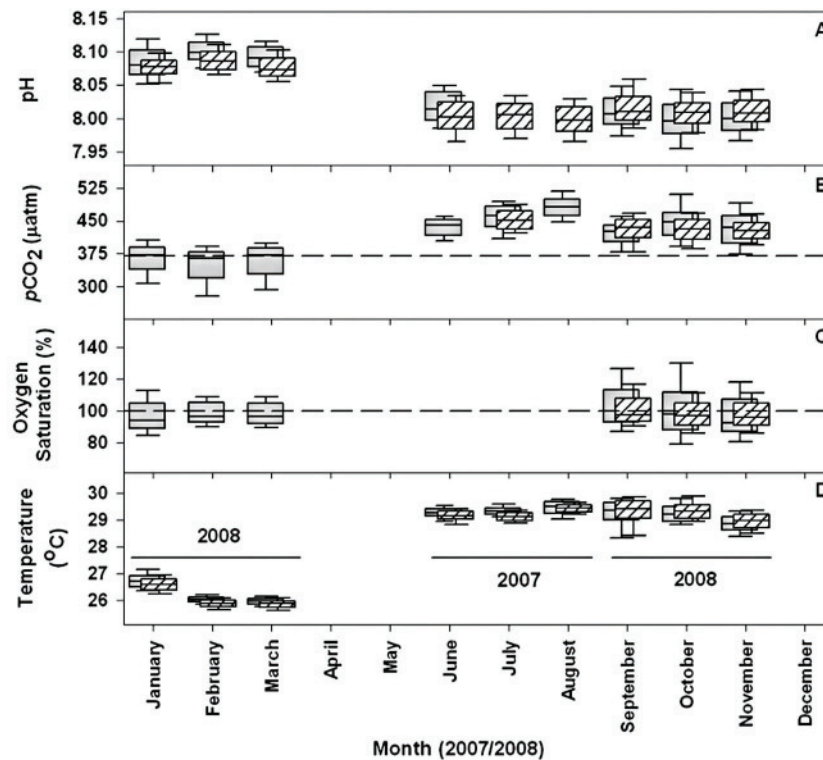 A
8.15
8.10
8.05
8.00
7.95
pH
B
525
450
375
300
pCO2 (µatm)
C
140
120
100
80
Oxygen
Saturation (%)
D
30
29
28
27
26
Temperature
(oC)
2008
2007
2008
January
February
March
April
May
June
July
August
September
October
November
December
Month (2007/2008)